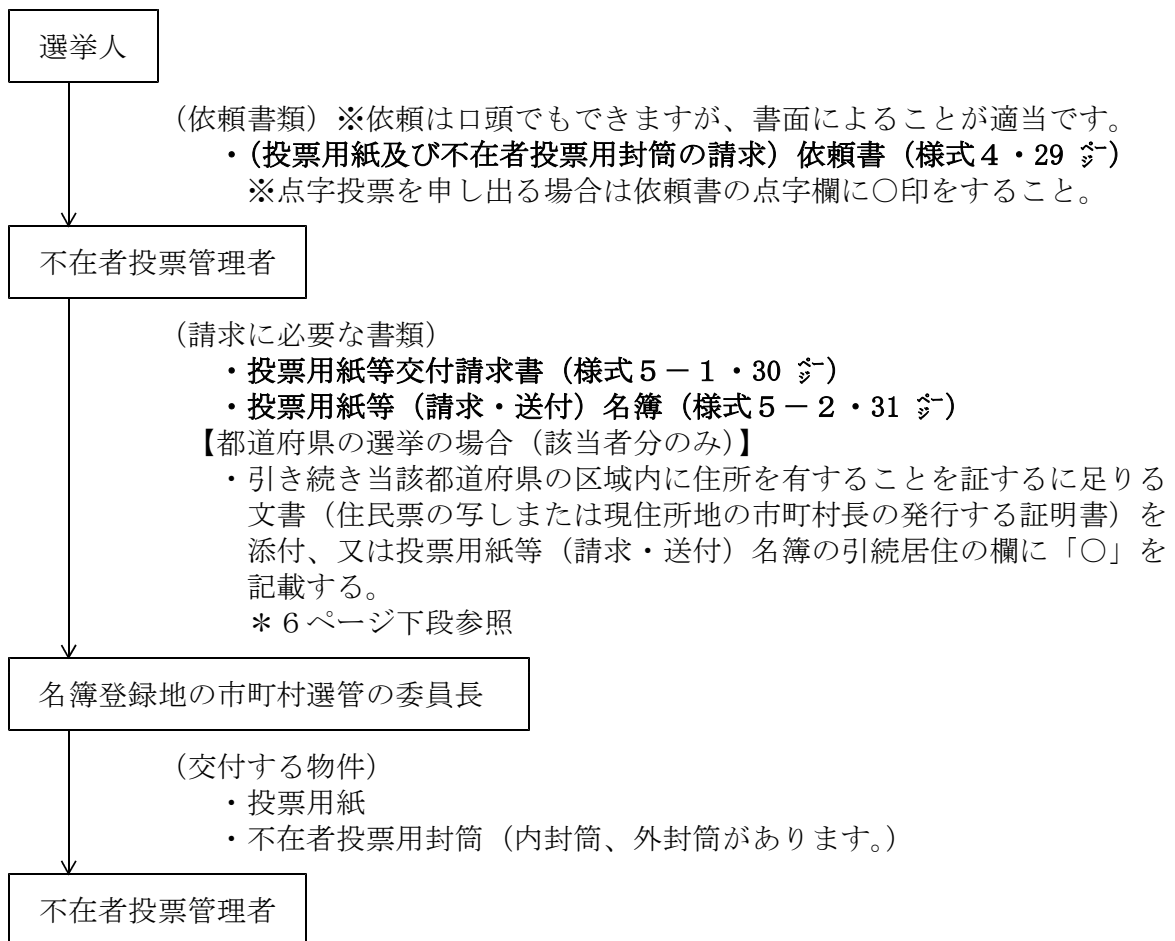 選挙人
(依頼書類)※依頼は口頭でもできますが、書面によることが適当です。
・(投票用紙及び不在者投票用封筒の請求)依頼書(様式4・29㌻)
※点字投票を申し出る場合は依頼書の点字欄に○印をすること。
不在者投票管理者
(請求に必要な書類)
・投票用紙等交付請求書(様式5-1・30㌻)
・投票用紙等(請求・送付)名簿(様式5-2・31㌻)
【都道府県の選挙の場合(該当者分のみ)】
・引き続き当該都道府県の区域内に住所を有することを証するに足りる
文書(住民票の写しまたは現住所地の市町村長の発行する証明書)を
添付、又は投票用紙等(請求・送付)名簿の引続居住の欄に「○」を
記載する。
*6ページ下段参照
名簿登録地の市町村選管の委員長
(交付する物件)
・投票用紙
・不在者投票用封筒(内封筒、外封筒があります。)
不在者投票管理者